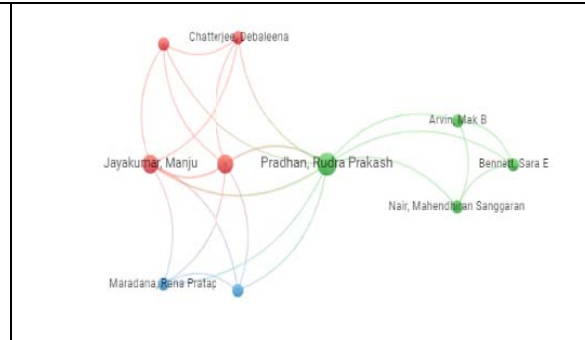 Chatterjee, Debaleena
Arvin, Mak B
Jayakumar, Manju
Pradhan, Rudra Prakash
Bennett, Sara E
Nair, Mahendhiran Sanggaran
Maradana, Rana Pratap